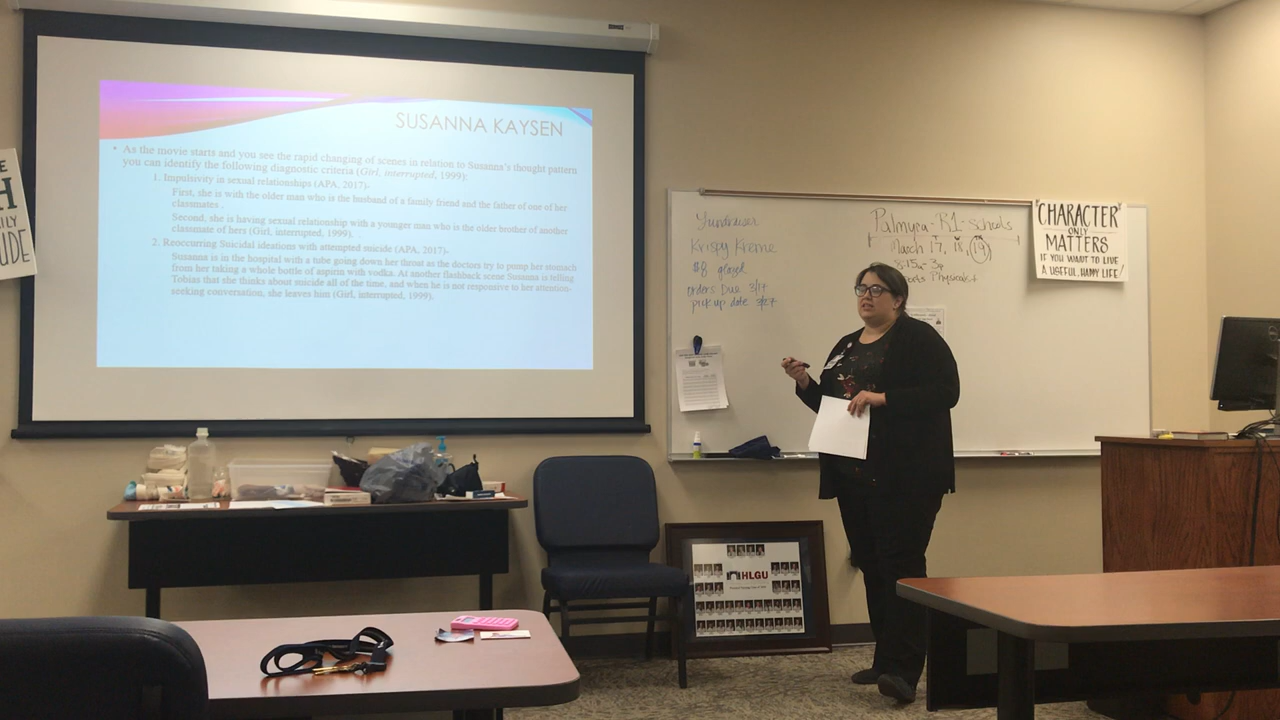 SUSANNA KAYSEN
• As the movie starts and you see the rapid changing of scenes in relation to Susanna's thought pattern
you can identify the following diagnostic criteria (Girl, interrupted, 1999):
1. Impulsivity in sexual relationships (APA, 2017)-
First, she is with the older man who is the husband of a family friend and the father of one of her
classmates .
Second, she is having sexual relationship with a younger man who is the older brother of another
classmate of hers (Girl, interrupted, 1999). .
2. Reoccurring Suicidal ideations with attempted suicide (APA, 2017)-
Susanna is in the hospital with a tube going down her throat as the doctors try to pump her stomach
from her taking a whole bottle of aspirin with vodka. At another flashback scene Susanna is telling
Tobias that she thinks about suicide all of the time, and when he is not responsive to her attention-
seeking conversation, she leaves him (Girl, interrupted, 1999).
Fundraiser
Krispy Kreme
$8 glazed
orders Due 3/17
pick up date 3/27
Palmyra-R1-Schools
March 17, 18, 19
8:15a-3p
Physicals
CHARACTER
ONLY
MATTERS
IF YOU WANT TO LIVE
A USEFUL, HAPPY LIFE!
HLGU